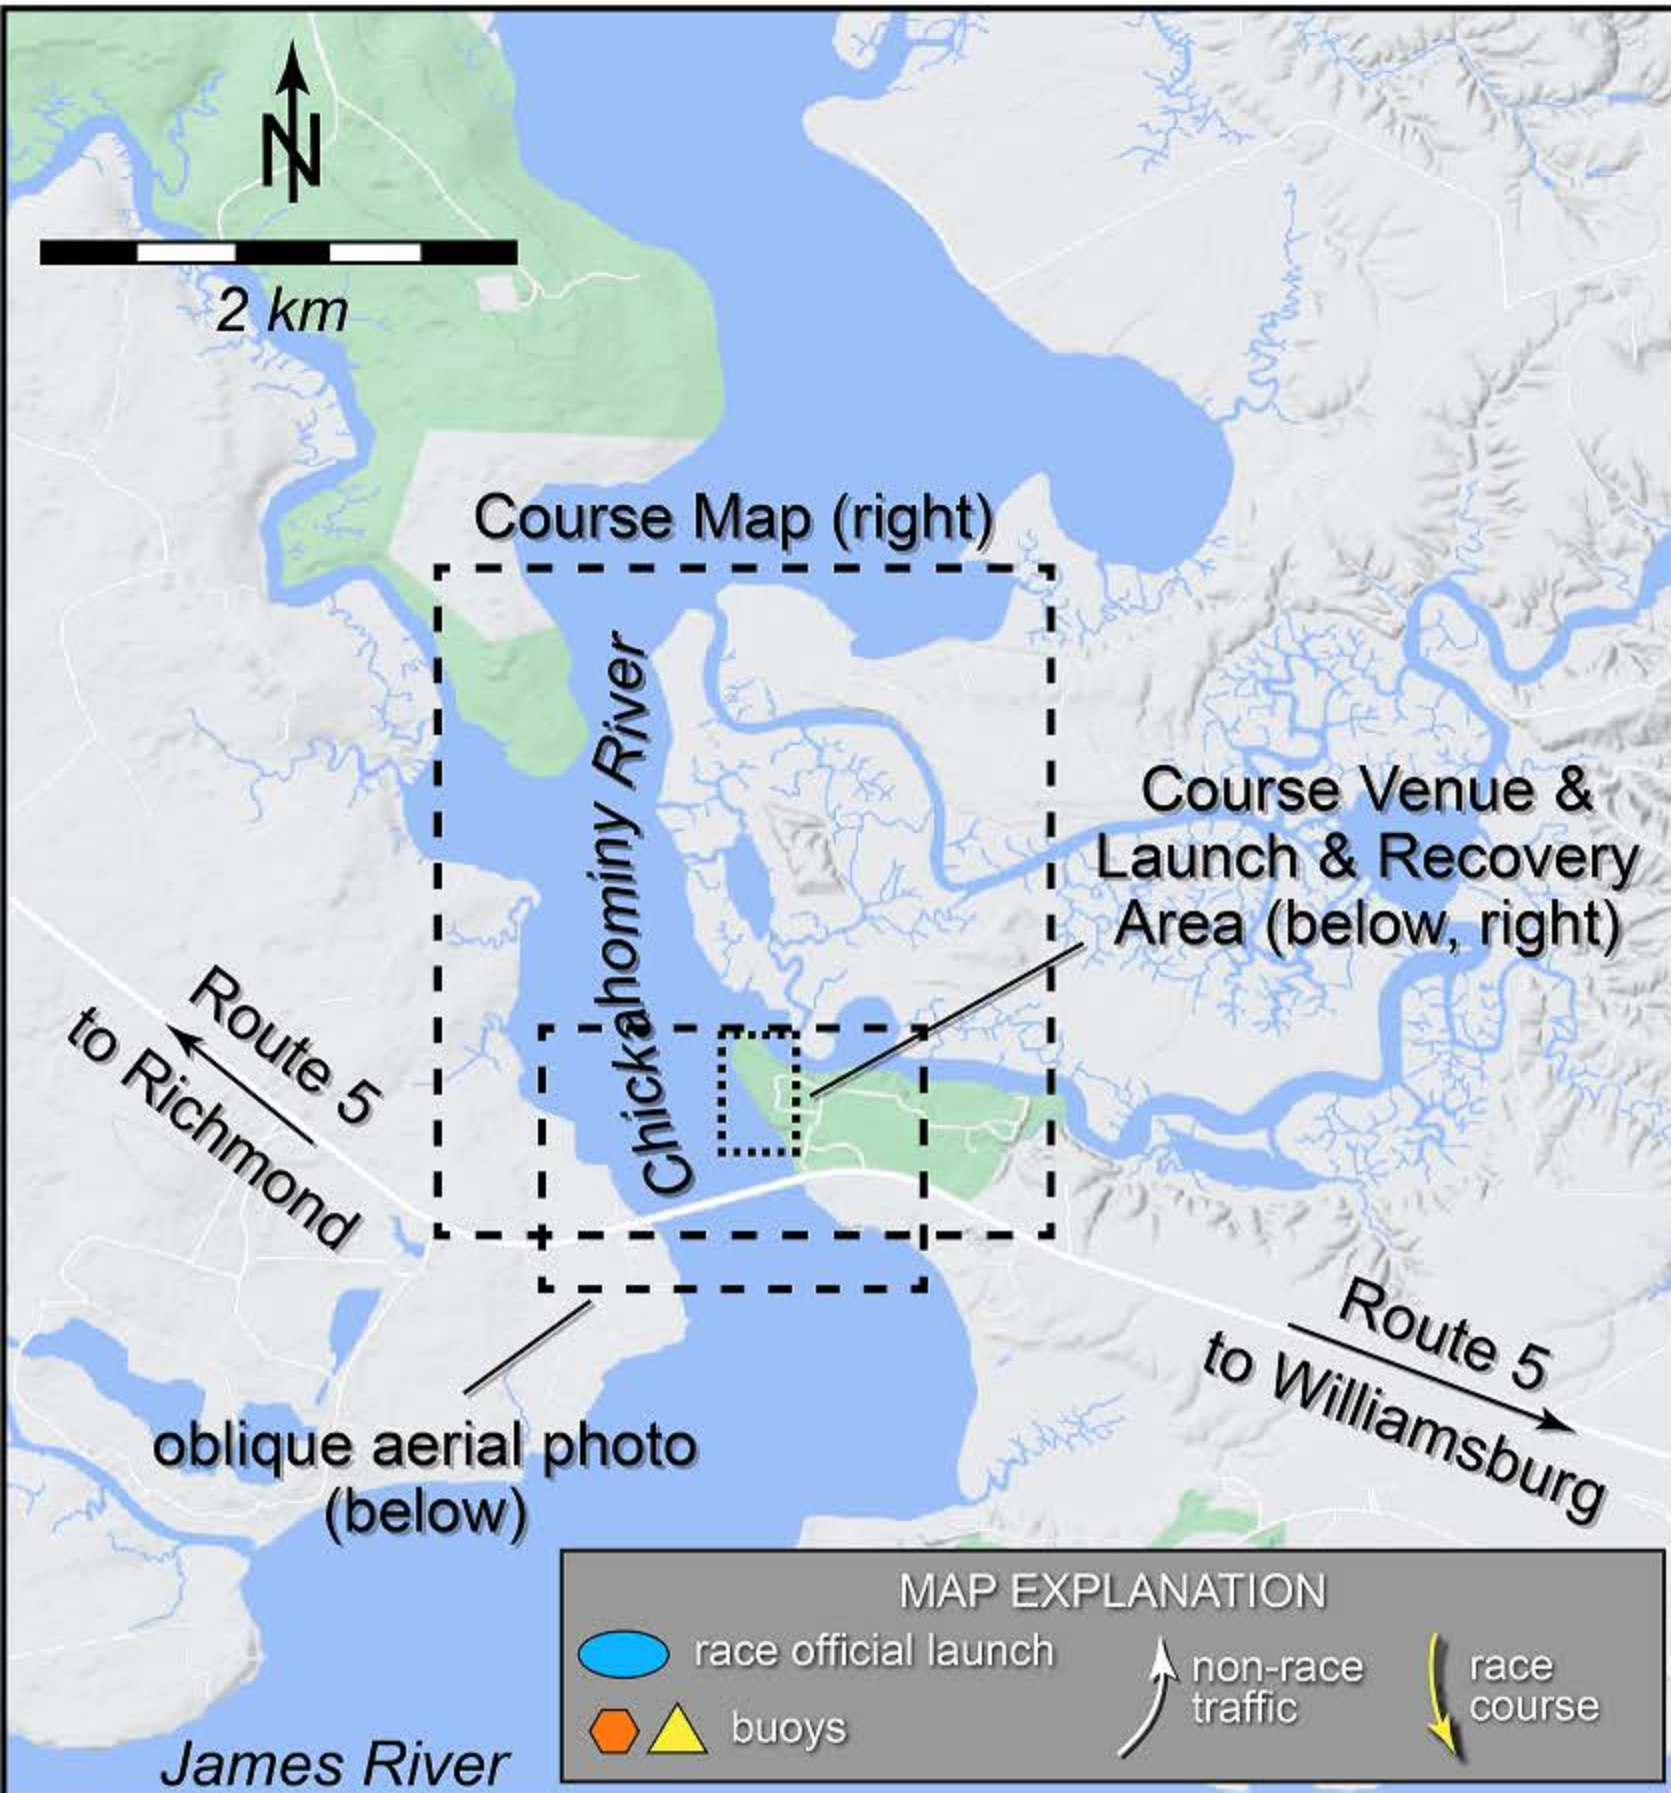 N
2 km
Course Map (right)
Chickahominy River
Course Venue &
Launch & Recovery
Area (below, right)
Route 5
to Richmond
Route 5
to Williamsburg
oblique aerial photo
(below)
MAP EXPLANATION
race official launch
buoys
non-race
traffic
race
course
James River